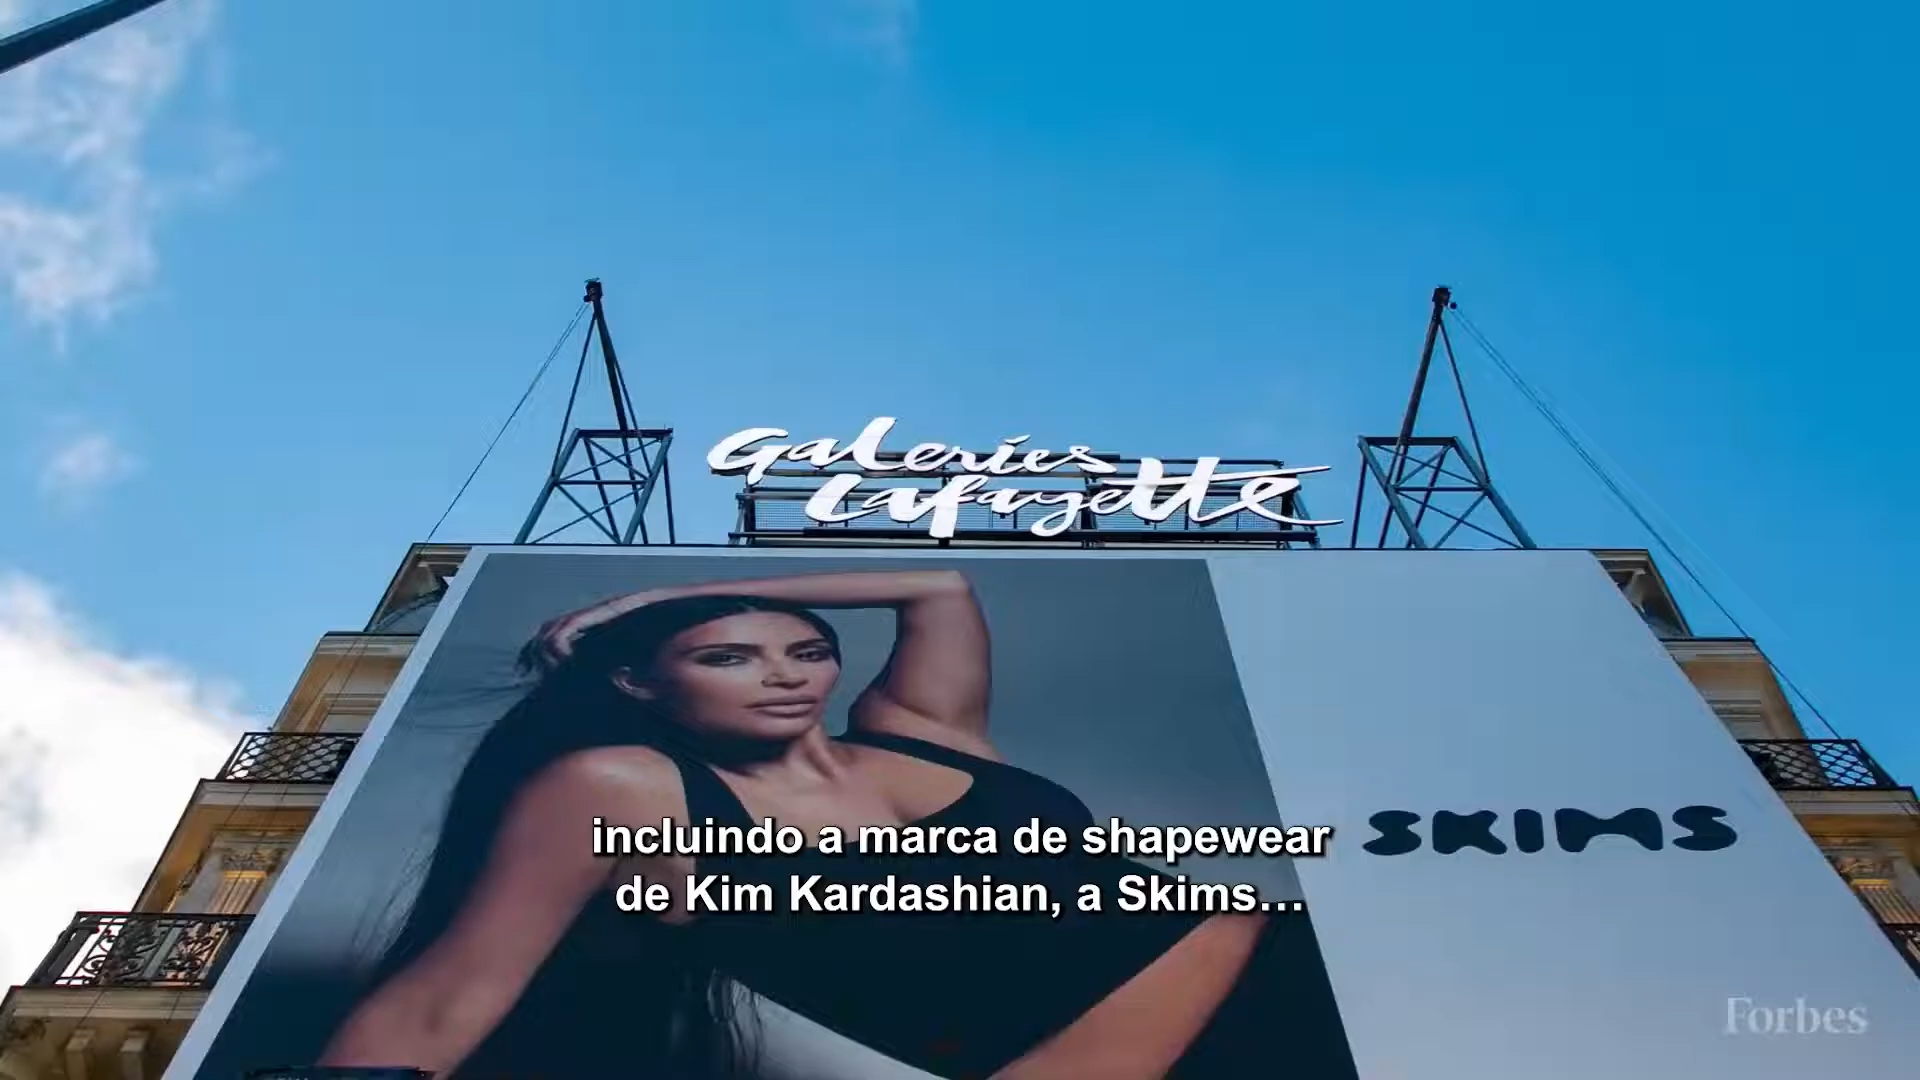 Galeries
Lafayette
SKIMS
incluindo a marca de shapewear
de Kim Kardashian, a Skims…
Forbes